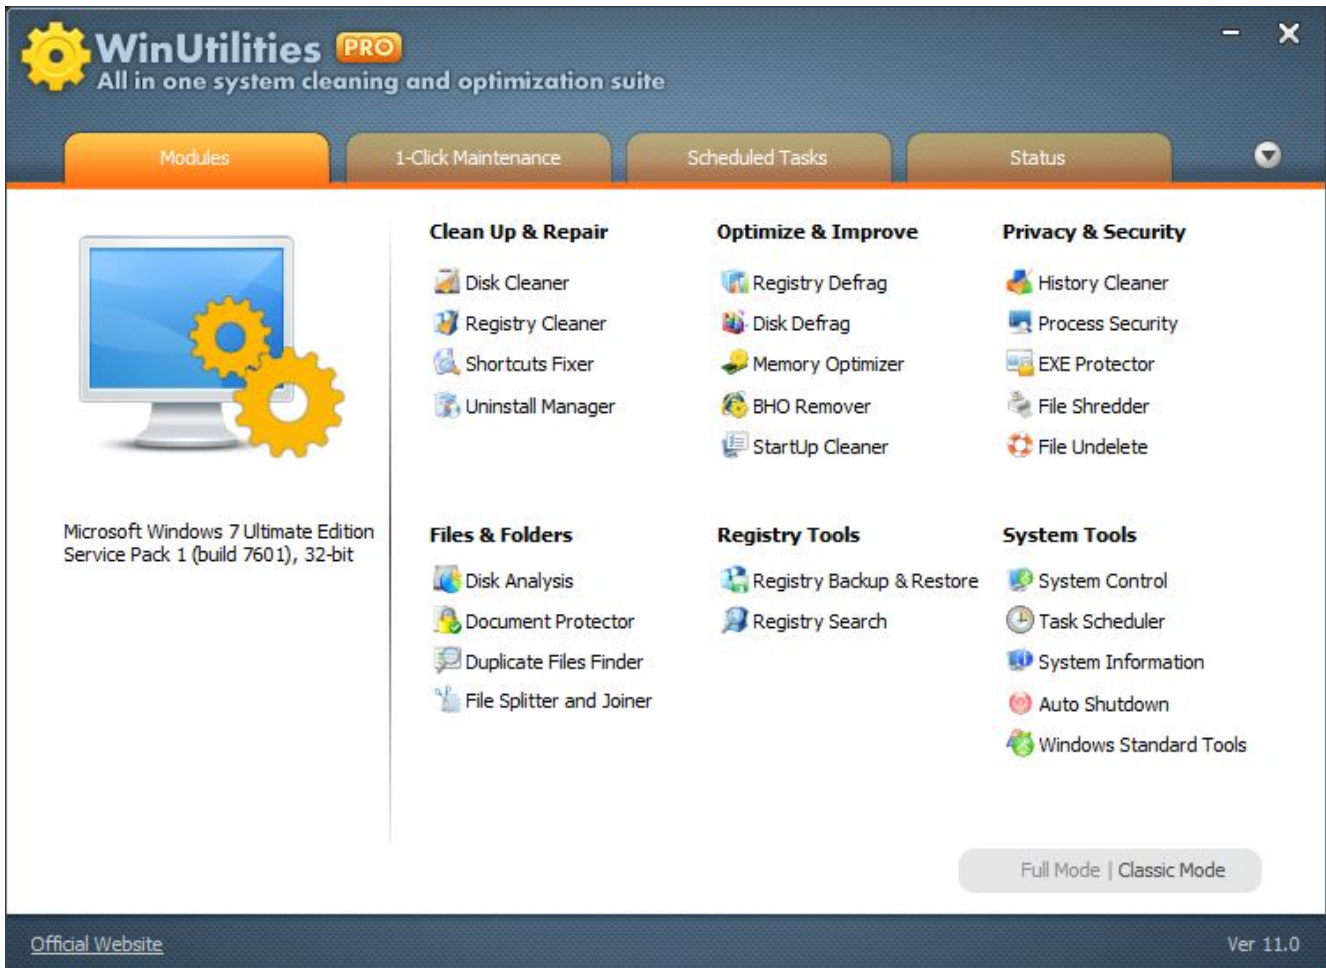 WinUtilities PRO
All in one system cleaning and optimization suite
Modules
1-Click Maintenance
Scheduled Tasks
Status
Clean Up & Repair
Disk Cleaner
Registry Cleaner
Shortcuts Fixer
Uninstall Manager
Optimize & Improve
Registry Defrag
Disk Defrag
Memory Optimizer
BHO Remover
StartUp Cleaner
Privacy & Security
History Cleaner
Process Security
EXE Protector
File Shredder
File Undelete
Microsoft Windows 7 Ultimate Edition
Service Pack 1 (build 7601), 32-bit
Files & Folders
Disk Analysis
Document Protector
Duplicate Files Finder
File Splitter and Joiner
Registry Tools
Registry Backup & Restore
Registry Search
System Tools
System Control
Task Scheduler
System Information
Auto Shutdown
Windows Standard Tools
Full Mode | Classic Mode
Official Website
Ver 11.0